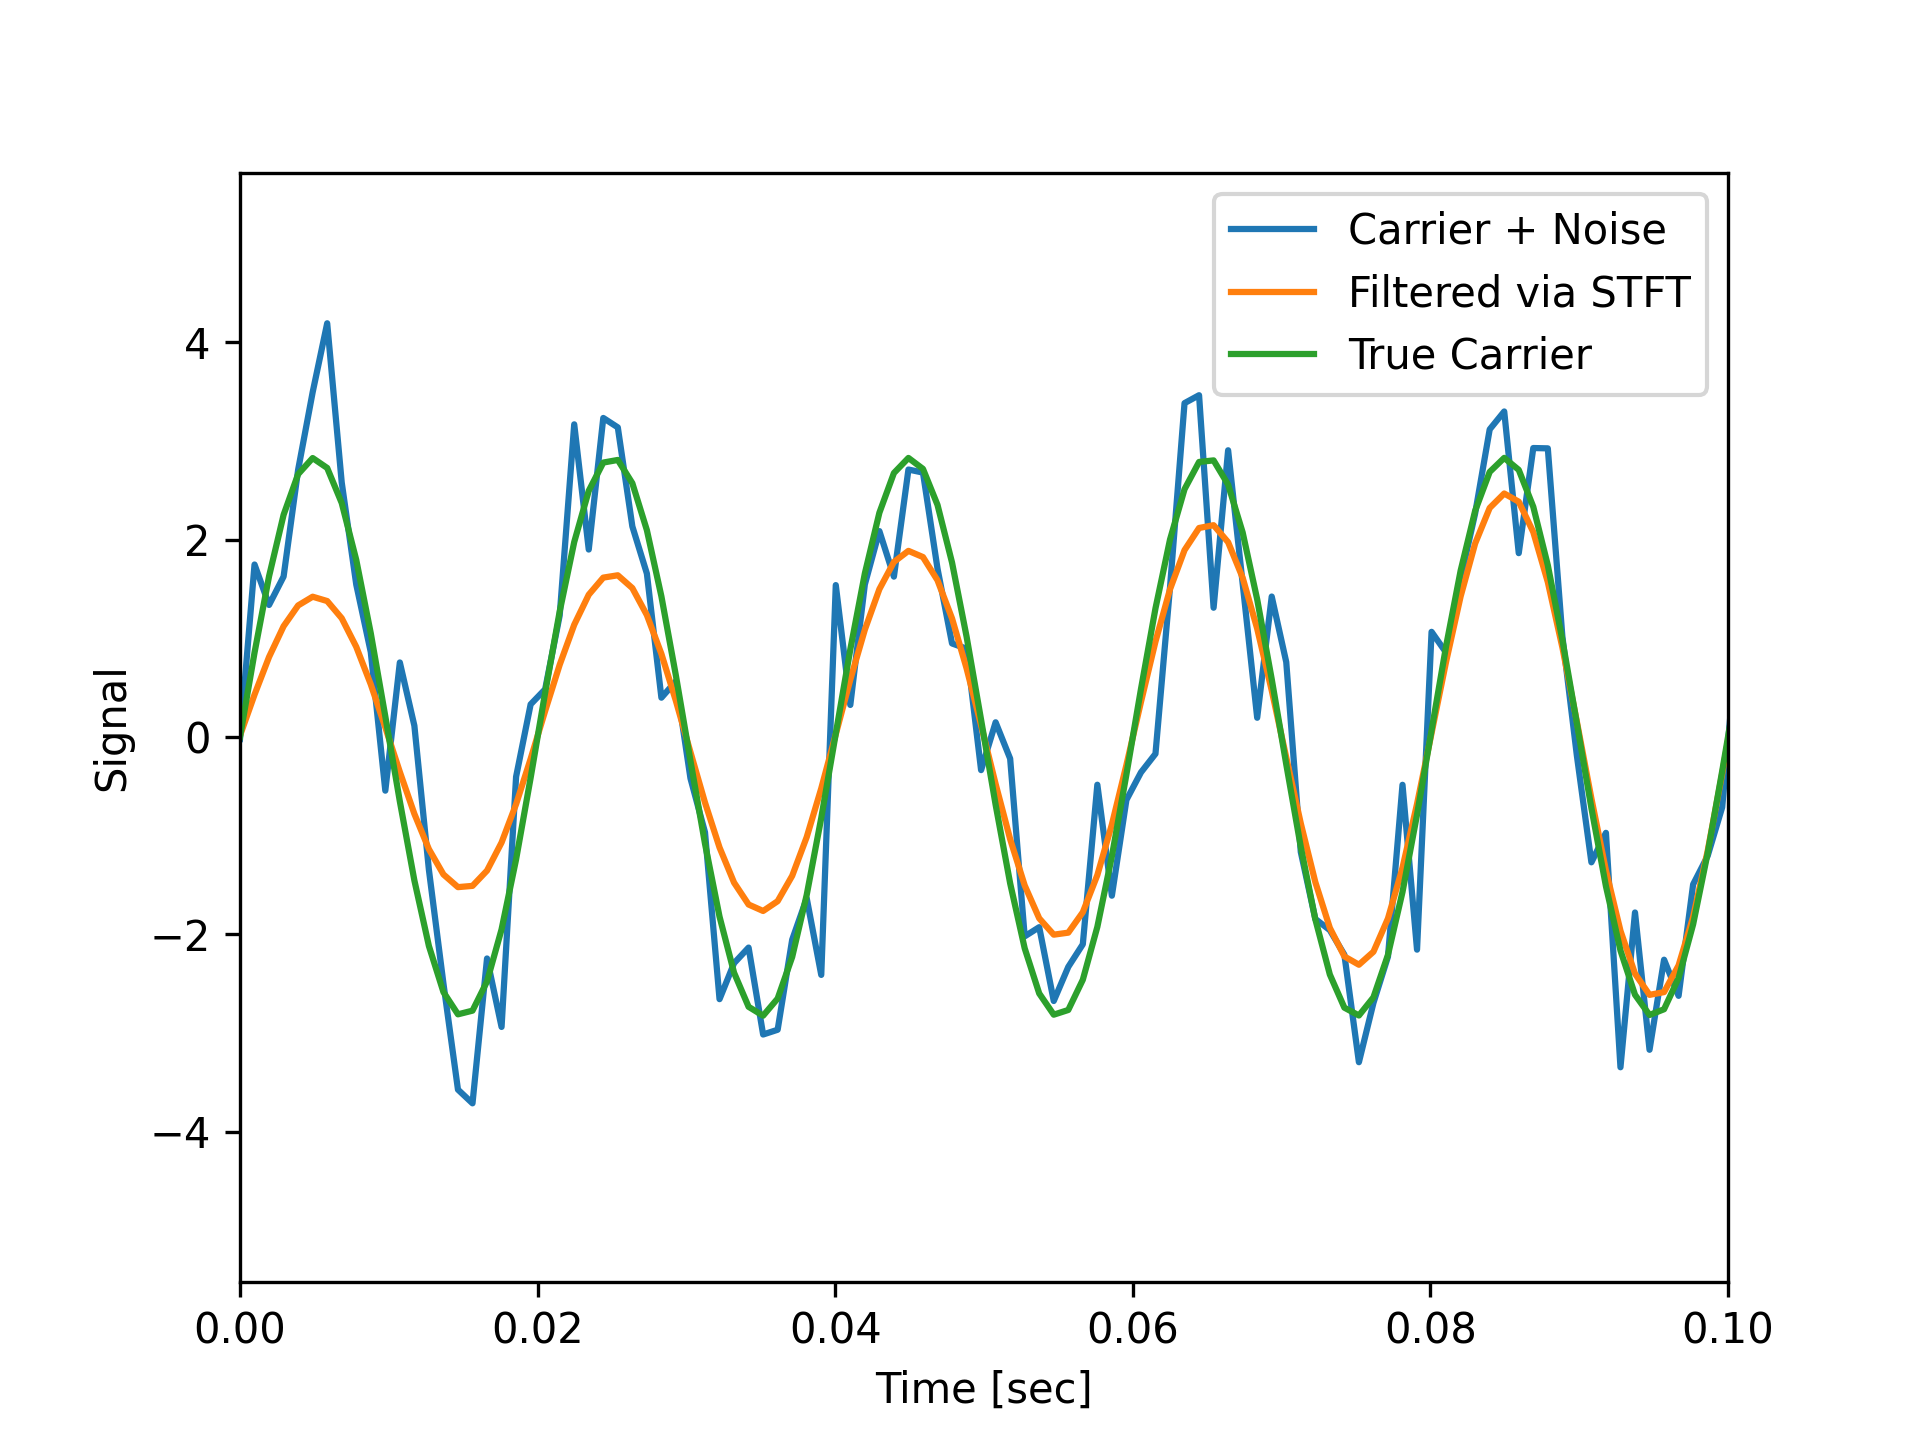 Carrier + Noise
Filtered via STFT
True Carrier
4
2
0
−2
−4
Signal
0.00 0.02 0.04 0.06 0.08 0.10
Time [sec]